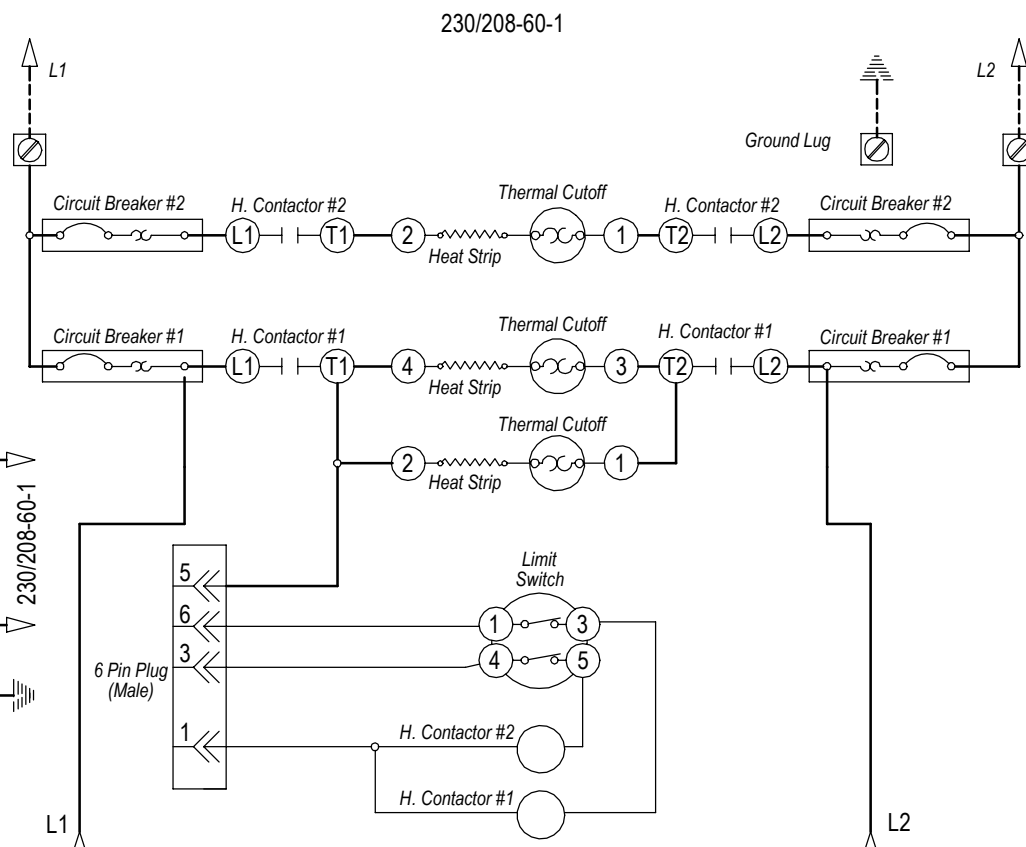 230/208-60-1
L1
L2
Ground Lug
Circuit Breaker #2
H. Contactor #2
Thermal Cutoff
H. Contactor #2
Circuit Breaker #2
L1
T1
2
1
T2
L2
Heat Strip
Circuit Breaker #1
H. Contactor #1
Thermal Cutoff
H. Contactor #1
Circuit Breaker #1
L1
T1
4
3
T2
L2
Heat Strip
Thermal Cutoff
2
1
Heat Strip
230/208-60-1
5
6
3
1
6 Pin Plug
(Male)
Limit
Switch
1
3
4
5
H. Contactor #2
H. Contactor #1
L1
L2